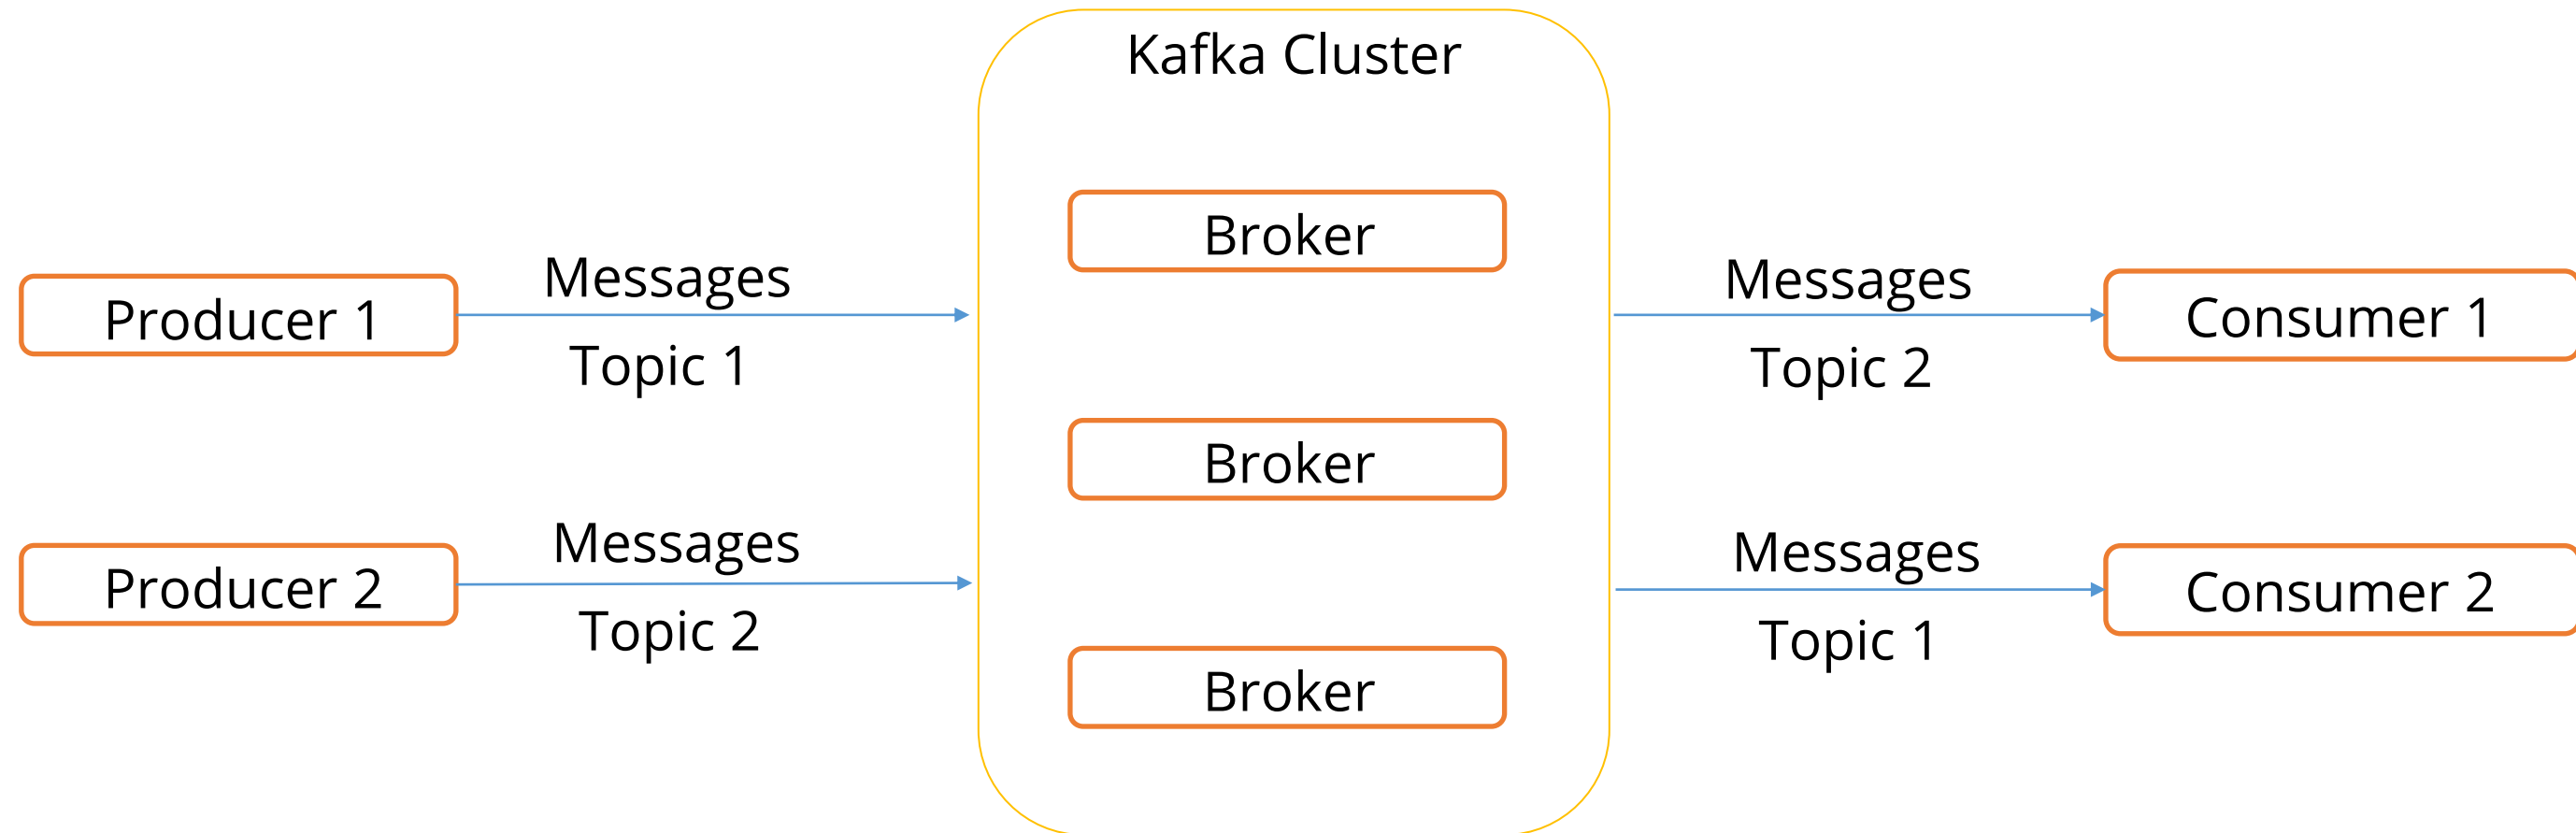 Kafka Cluster
Broker
Messages
Producer 1
Topic 1
Messages
Consumer 1
Topic 2
Broker
Messages
Producer 2
Topic 2
Messages
Consumer 2
Topic 1
Broker